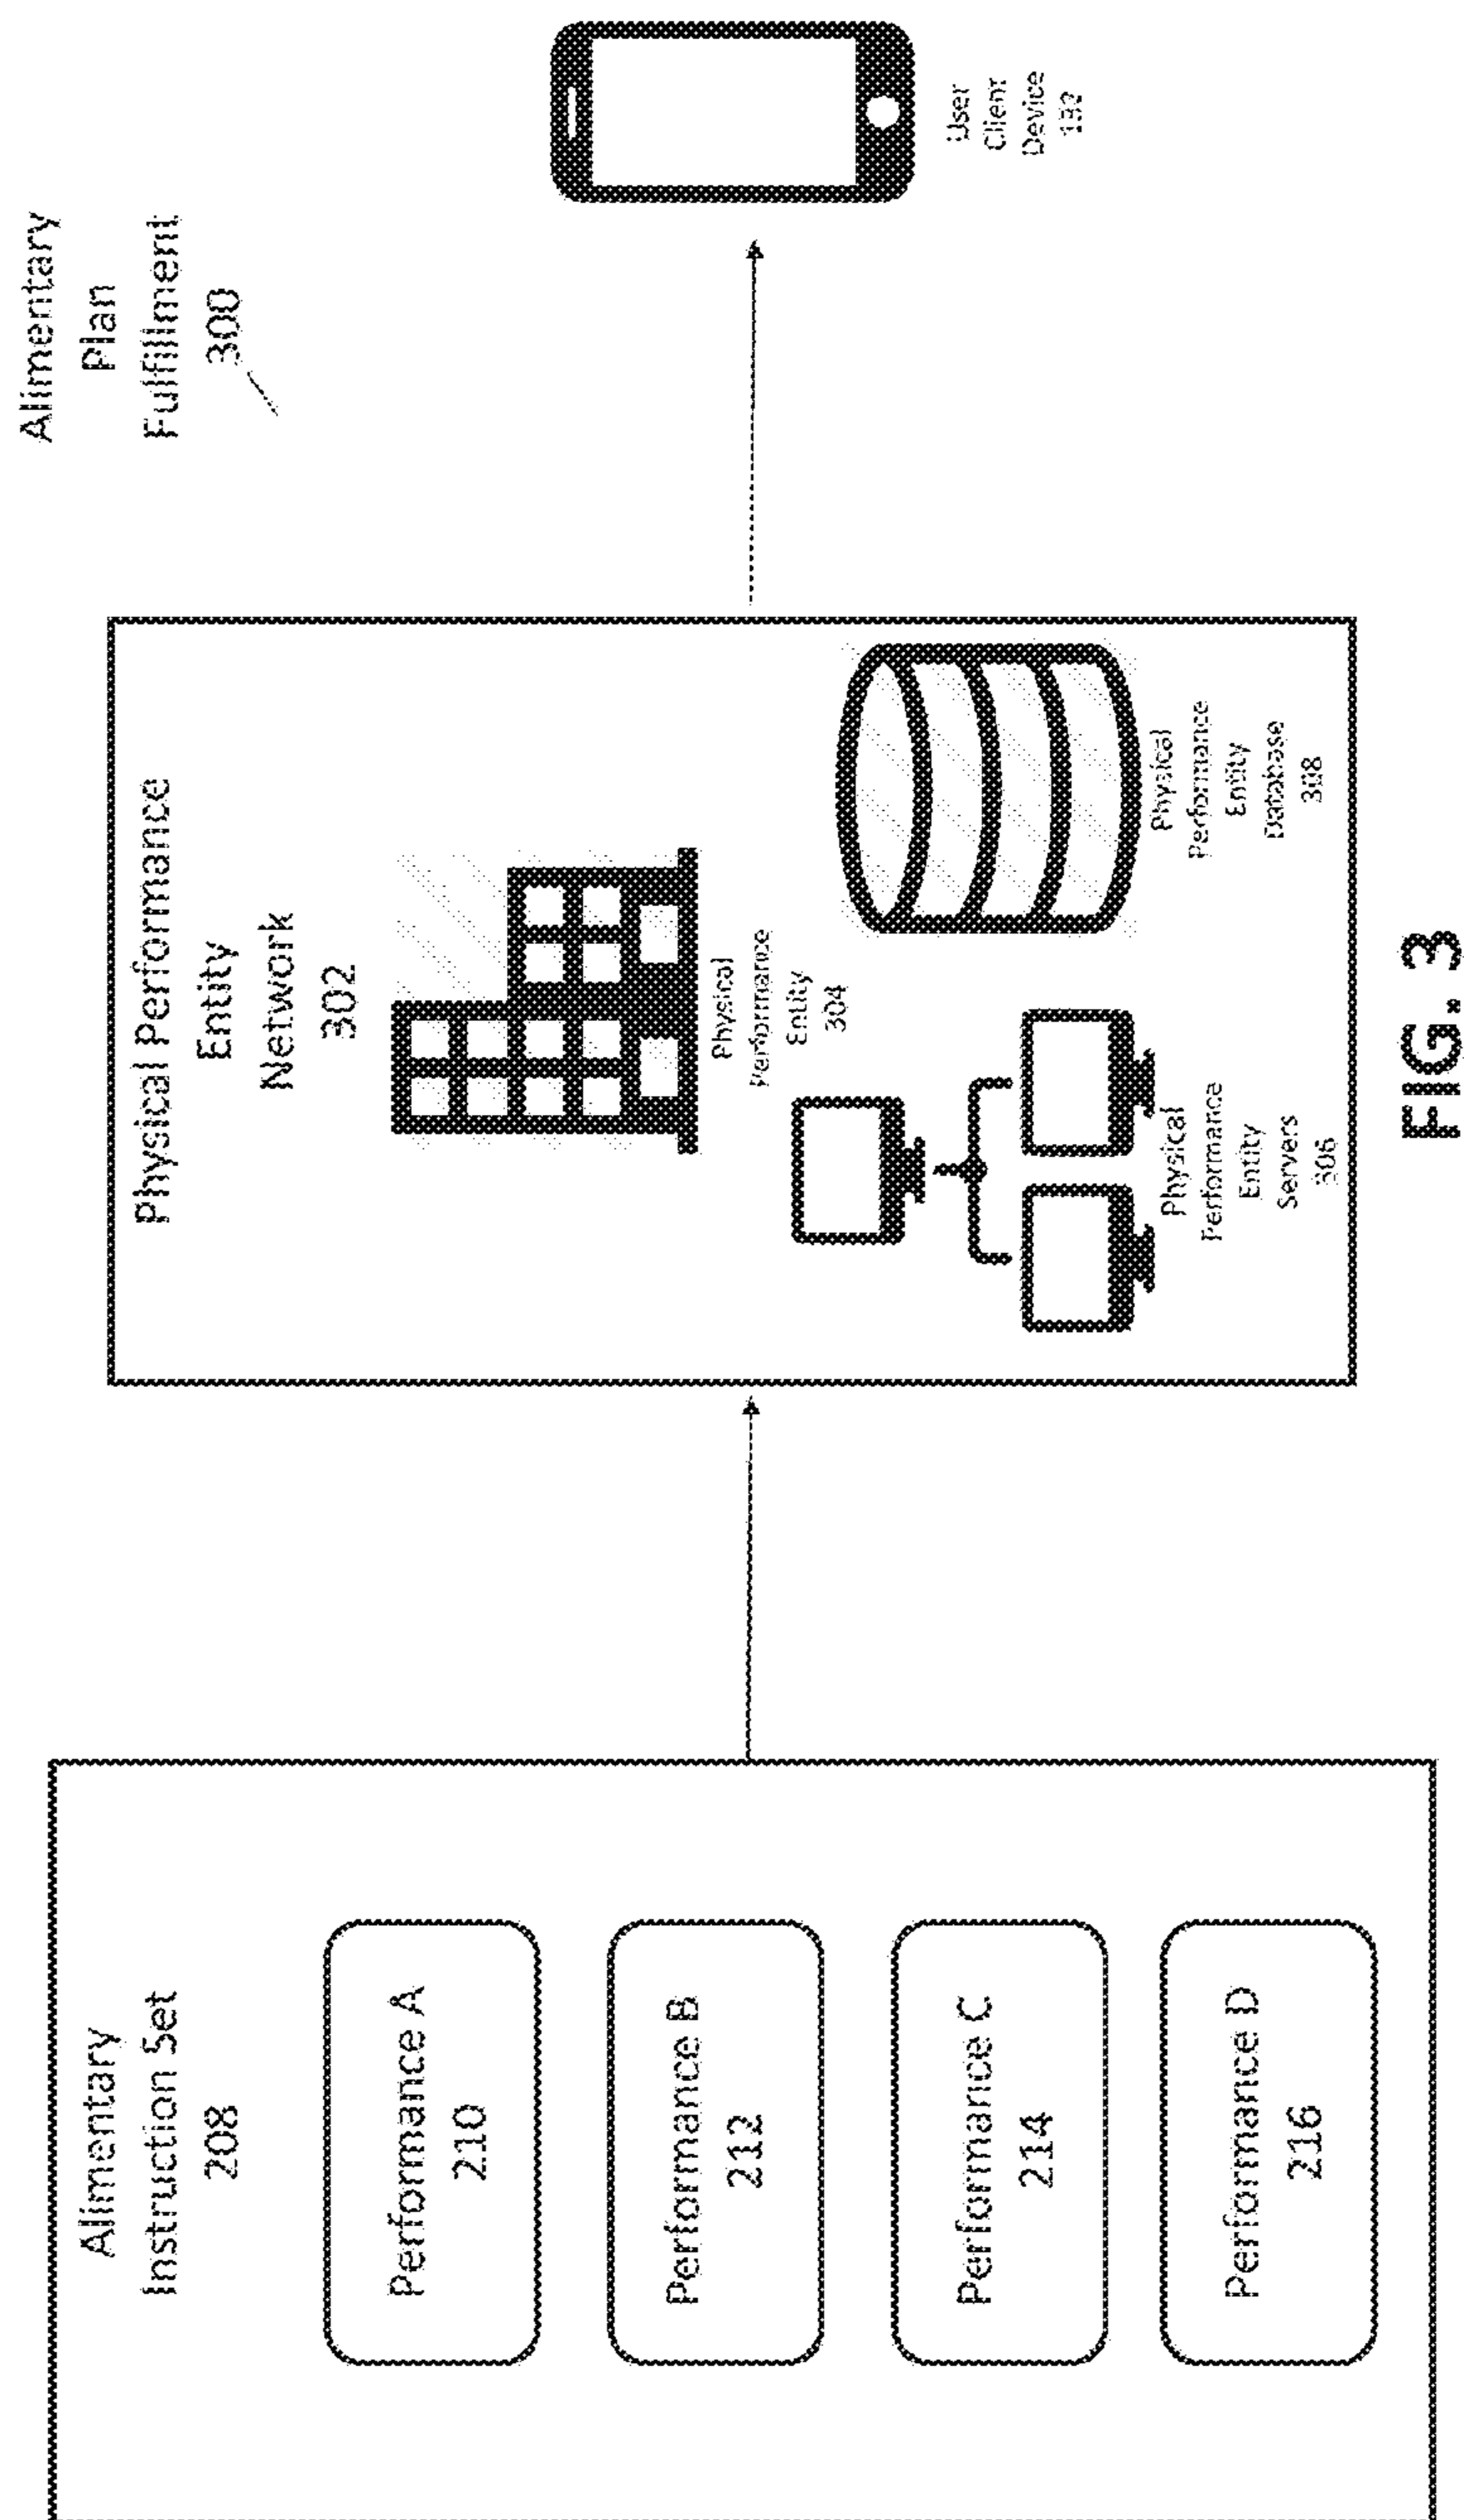 Alimentary
Plan
Fulfillment
300
Alimentary
Instruction Set
208
Performance A
210
Performance B
212
Performance C
214
Performance D
216
Physical Performance
Entity
Network
302
Physical
Performance
Entity
304
Physical
Performance
Entity
Servers
306
Physical
Performance
Entity
Database
308
User
Client
Device
132
FIG. 3